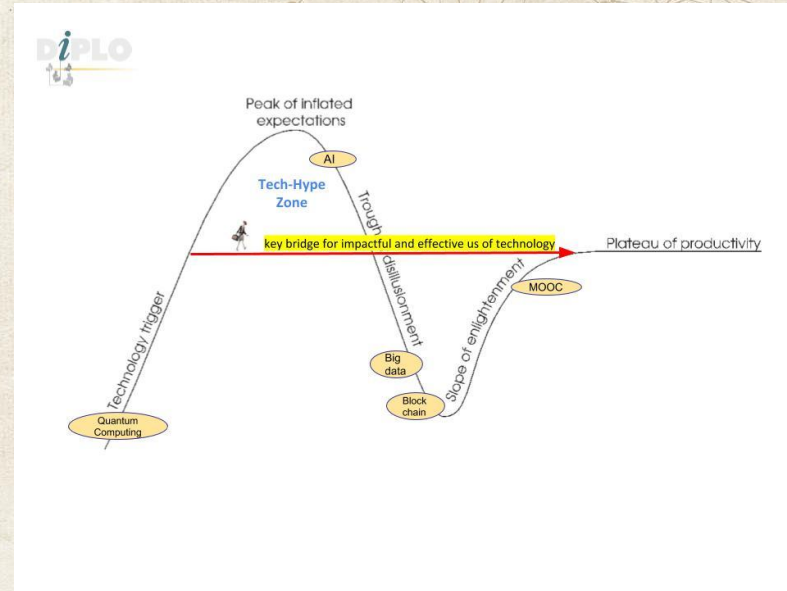 DiPLO
Peak of inflated
expectations
AI
Tech-Hype
Zone
Trough
disillusionment
key bridge for impactful and effective us of technology
Plateau of productivity
Technology trigger
Slope of enlightenment
MOOC
Big
data
Block
chain
Quantum
Computing